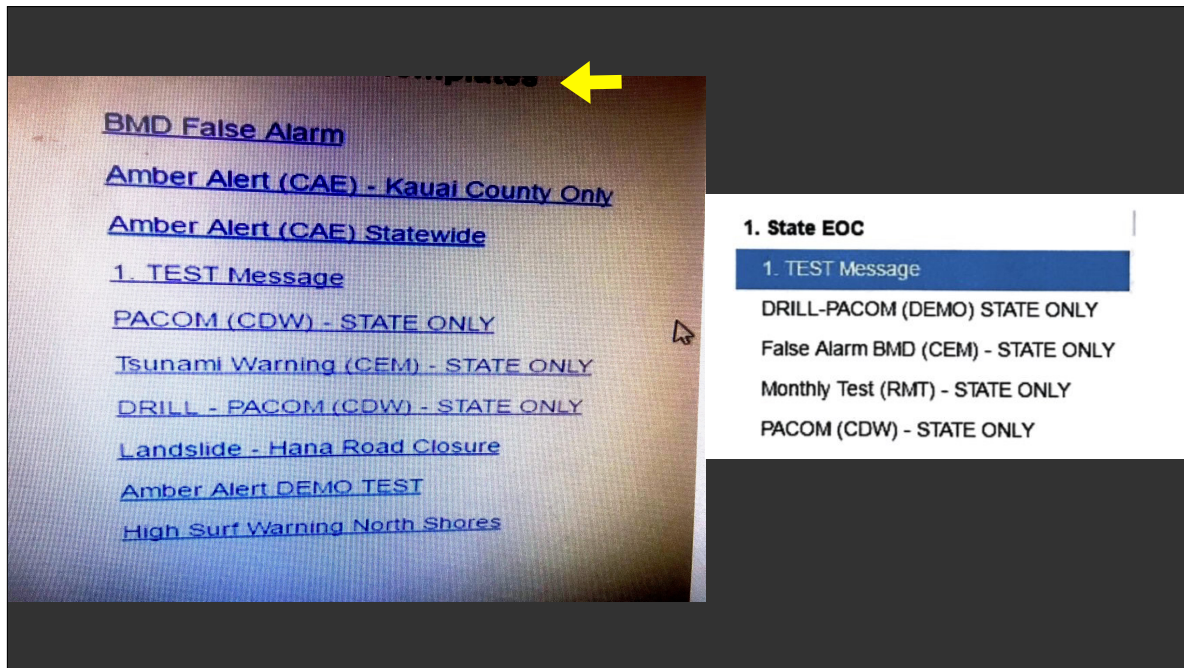 BMD False Alarm
Amber Alert (CAE) - Kauai County Only
Amber Alert (CAE) Statewide
1. TEST Message
PACOM (CDW) - STATE ONLY
Tsunami Warning (CEM) - STATE ONLY
DRILL - PACOM (CDW) - STATE ONLY
Landslide - Hana Road Closure
Amber Alert DEMO TEST
High Surf Warning North Shores
1. State EOC
1. TEST Message
DRILL-PACOM (DEMO) STATE ONLY
False Alarm BMD (CEM) - STATE ONLY
Monthly Test (RMT) - STATE ONLY
PACOM (CDW) - STATE ONLY